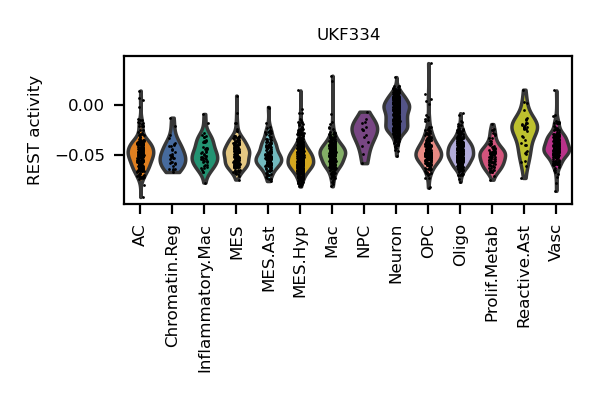 UKF334
REST activity
0.00
−0.05
AC
Chromatin.Reg
Inflammatory.Mac
MES
MES.Ast
MES.Hyp
Mac
NPC
Neuron
OPC
Oligo
Prolif.Metab
Reactive.Ast
Vasc